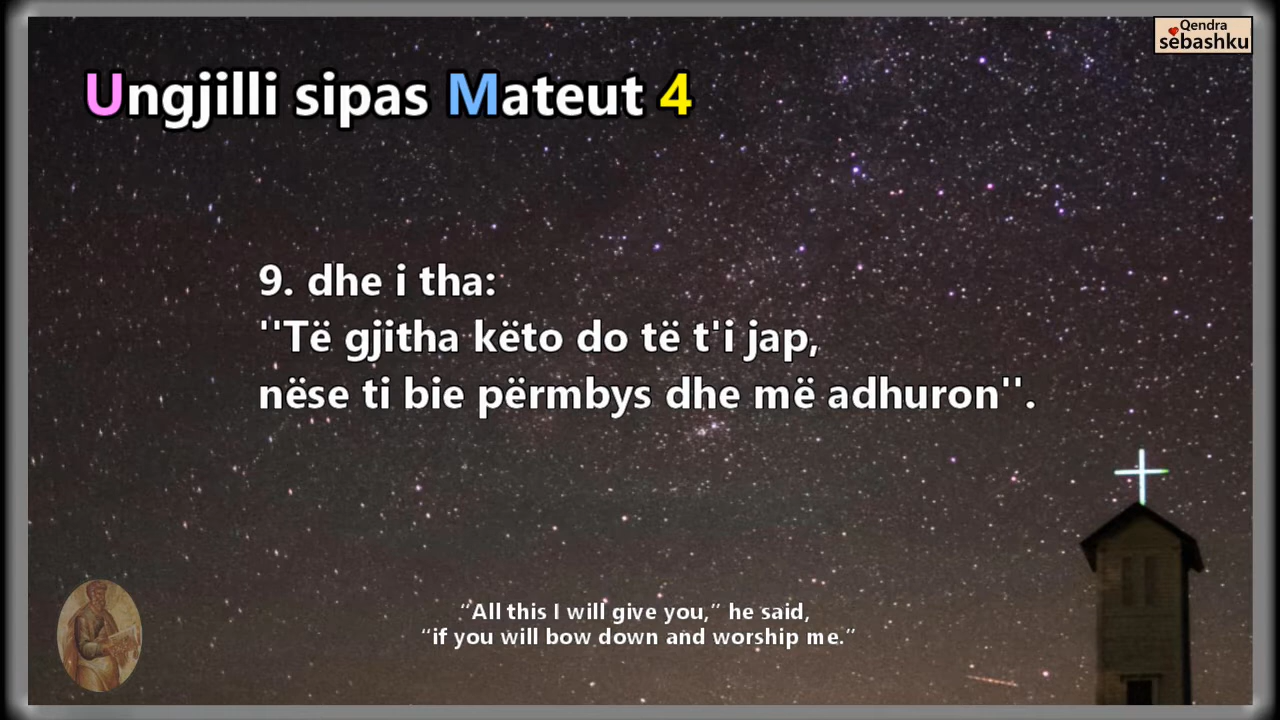 Qendra
sebashku
Ungjilli sipas Mateut 4
9. dhe i tha:
''Të gjitha këto do të t'i jap,
nëse ti bie përmbys dhe më adhuron''.
“All this I will give you,” he said,
“if you will bow down and worship me.”